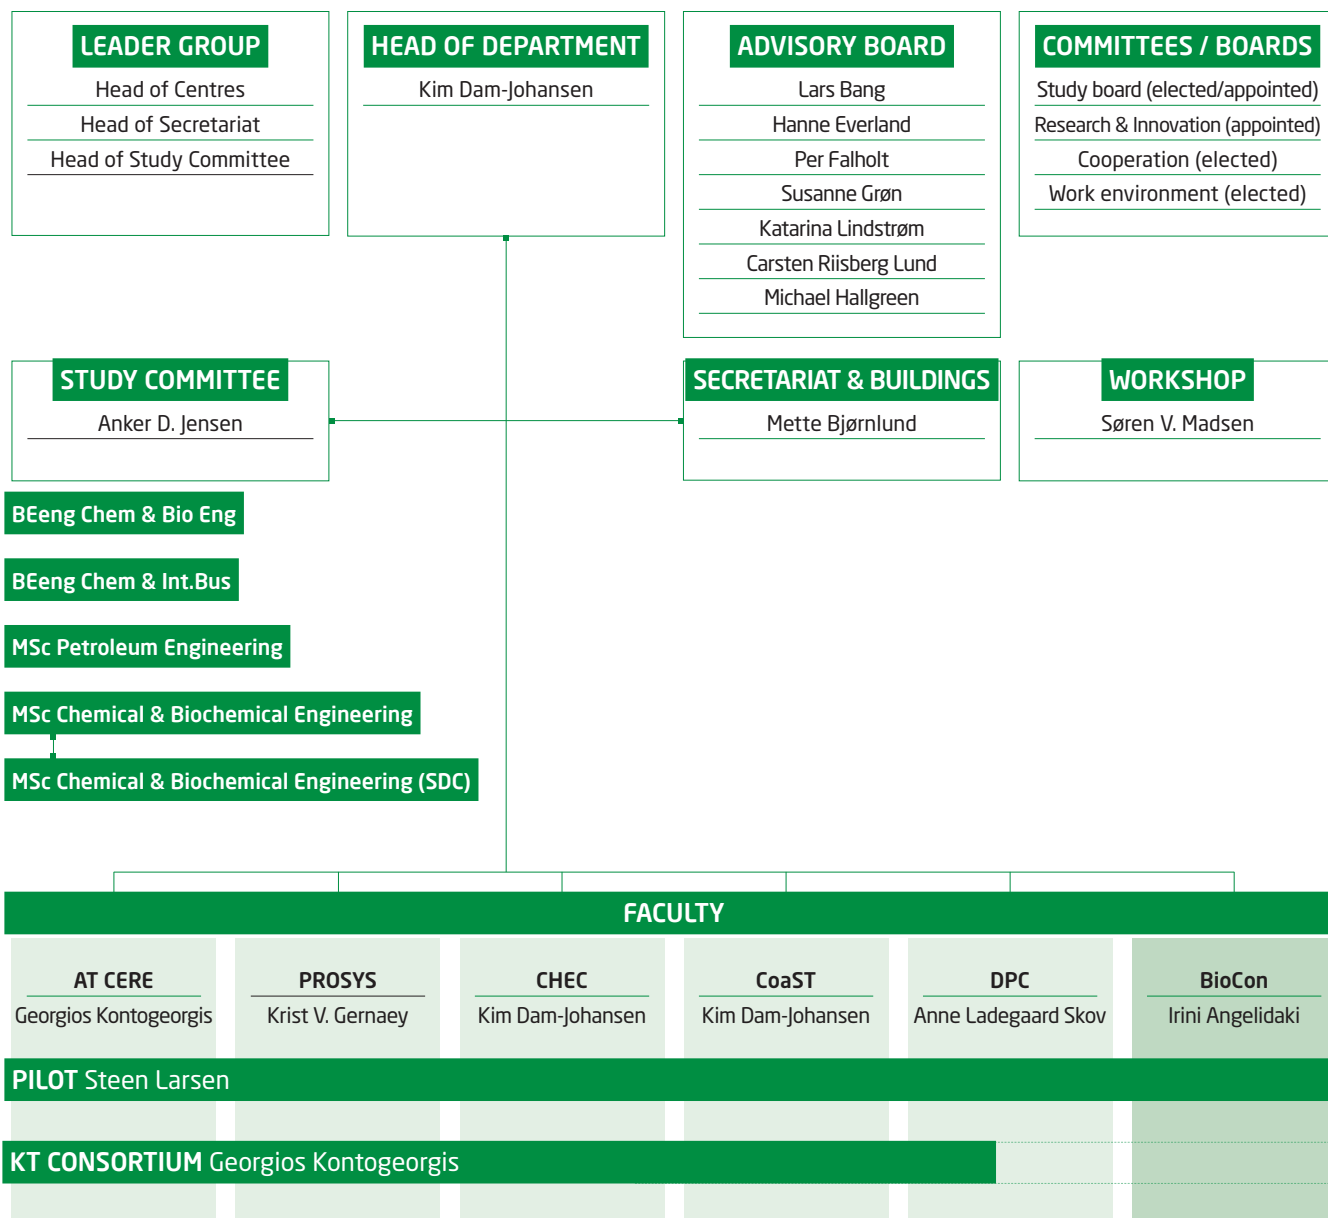 LEADER GROUP
Head of Centres
Head of Secretariat
Head of Study Committee
HEAD OF DEPARTMENT
Kim Dam-Johansen
ADVISORY BOARD
Lars Bang
Hanne Everland
Per Falholt
Susanne Grøn
Katarina Lindstrøm
Carsten Riisberg Lund
Michael Hallgreen
COMMITTEES / BOARDS
Study board (elected/appointed)
Research & Innovation (appointed)
Cooperation (elected)
Work environment (elected)
STUDY COMMITTEE
Anker D. Jensen
SECRETARIAT & BUILDINGS
Mette Bjørnlund
WORKSHOP
Søren V. Madsen
BEeng Chem & Bio Eng
BEeng Chem & Int.Bus
MSc Petroleum Engineering
MSc Chemical & Biochemical Engineering
MSc Chemical & Biochemical Engineering (SDC)
FACULTY
AT CERE
Georgios Kontogeorgis
PROSYS
Krist V. Gernaey
CHEC
Kim Dam-Johansen
CoaST
Kim Dam-Johansen
DPC
Anne Ladegaard Skov
BioCon
Irini Angelidaki
PILOT Steen Larsen
KT CONSORTIUM Georgios Kontogeorgis